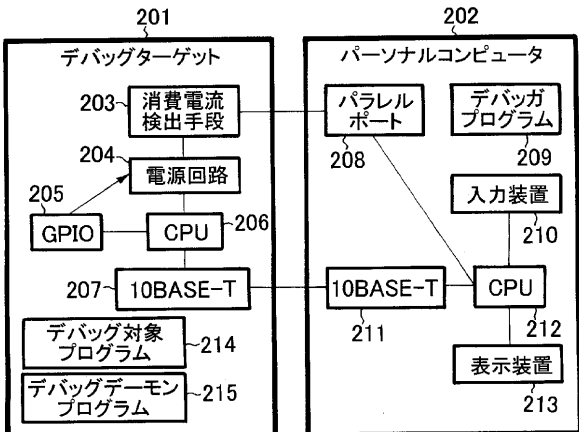 201
デバッグターゲット
203
消費電流
検出手段
204
電源回路
205
GPIO
CPU
206
207
10BASE-T
デバッグ対象
プログラム
214
デバッグデーモン
プログラム
215
202
パーソナルコンピュータ
パラレル
ポート
208
デバッガ
プログラム
209
入力装置
210
10BASE-T
211
CPU
212
表示装置
213